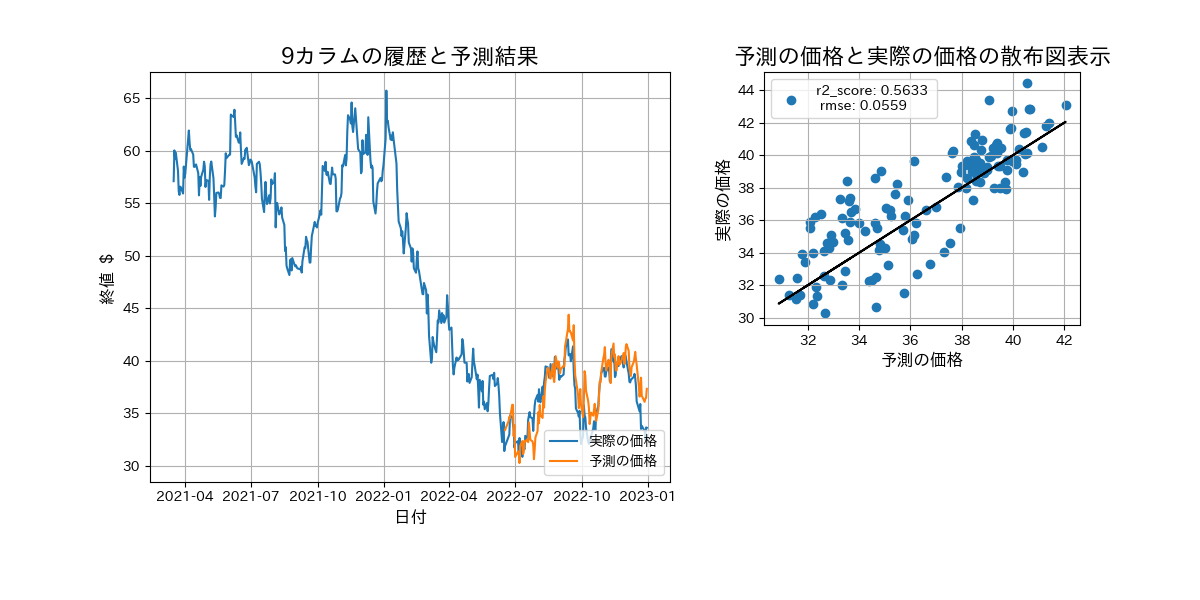 9カラムの履歴と予測結果
終値 $
65
60
55
50
45
40
35
30
2021-04 2021-07 2021-10 2022-01 2022-04 2022-07 2022-10 2023-01
日付
実際の価格
予測の価格
予測の価格と実際の価格の散布図表示
r2_score: 0.5633
rmse: 0.0559
実際の価格
44
42
40
38
36
34
32
30
32 34 36 38 40 42
予測の価格